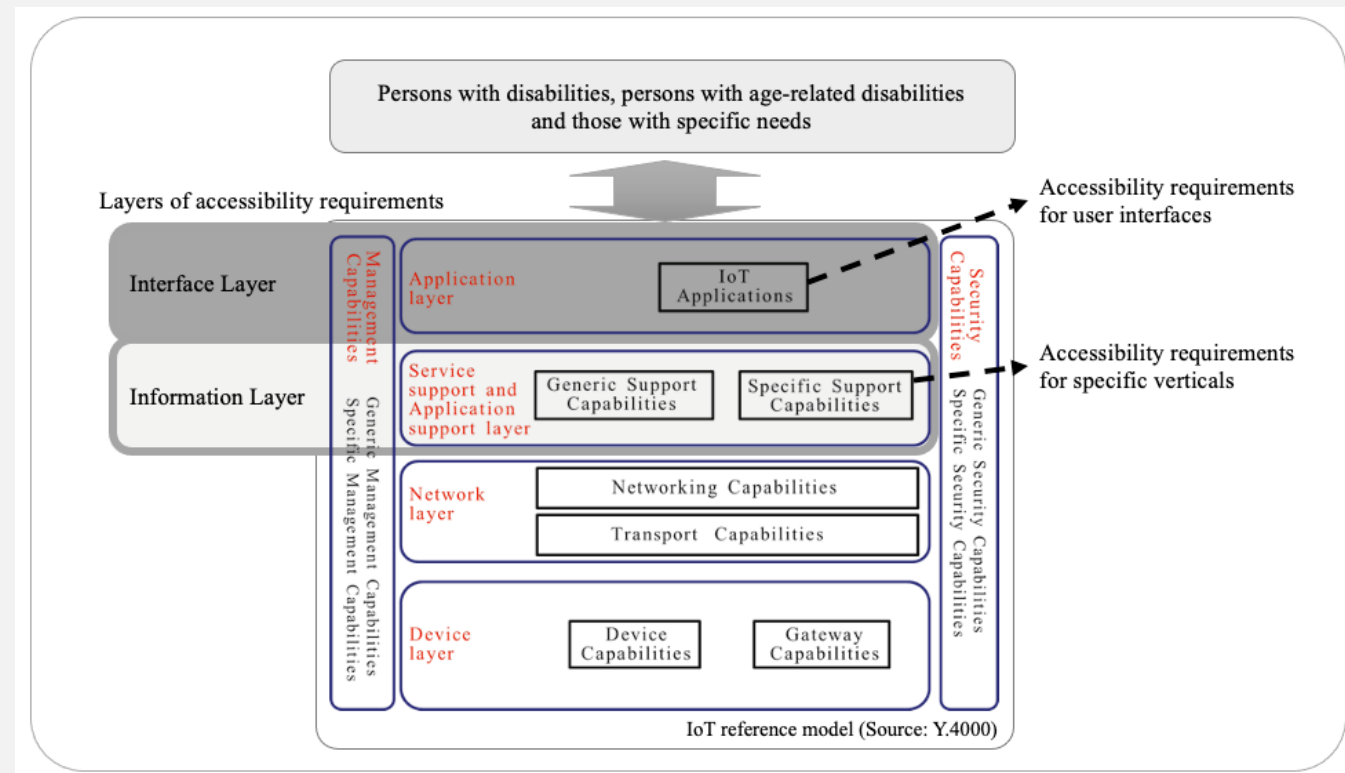 Persons with disabilities, persons with age-related disabilities
and those with specific needs
Layers of accessibility requirements
Accessibility requirements
for user interfaces
Interface Layer
Management
Capabilities
Generic Management Capabilities
Specific Management Capabilities
Application
layer
IoT
Applications
Security
Capabilities
Generic Security Capabilities
Specific Security Capabilities
Information Layer
Service
support and
Application
support layer
Generic Support
Capabilities
Specific Support
Capabilities
Accessibility requirements
for specific verticals
Network
layer
Networking Capabilities
Transport Capabilities
Device
layer
Device
Capabilities
Gateway
Capabilities
IoT reference model (Source: Y.4000)